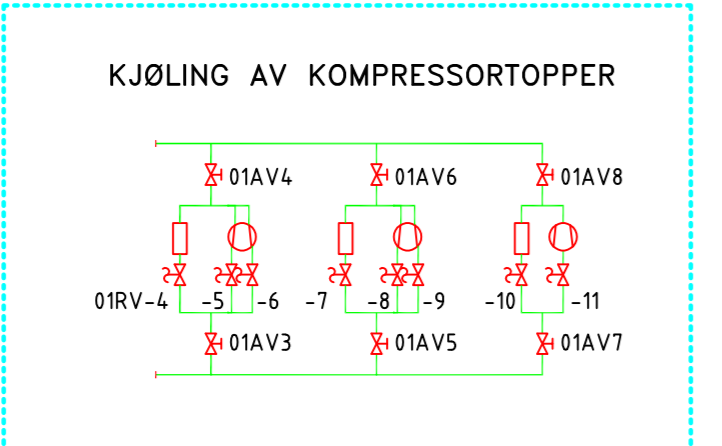 KJØLING AV KOMPRESSORTOPPER
01AV4 01AV6 01AV8
01RV-4 -5 -6 -7 -8 -9 -10 -11
01AV3 01AV5 01AV7